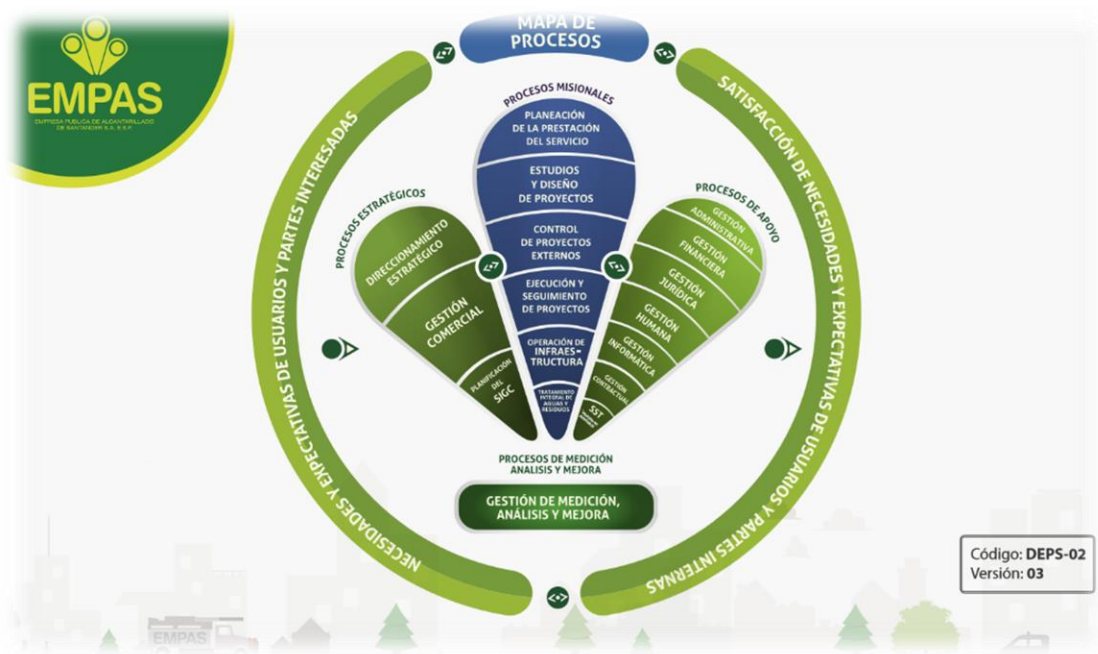 EMPAS
EMPRESA PUBLICA DE ALCANTARILLADO
DE SANTANDER S.A. E.S.P
MAPA DE
PROCESOS
NECESIDADES Y EXPECTATIVAS DE USUARIOS Y PARTES INTERESADAS
SATISFACCIÓN DE NECESIDADES Y EXPECTATIVAS DE USUARIOS Y PARTES INTERNAS
PROCESOS ESTRATÉGICOS
DIRECCIONAMIENTO
ESTRATÉGICO
GESTIÓN
COMERCIAL
PLANIFICACIÓN
DEL
SIGC
PROCESOS MISIONALES
PLANEACIÓN
DE LA PRESTACIÓN
DEL SERVICIO
ESTUDIOS
Y DISEÑO
DE PROYECTOS
CONTROL
DE PROYECTOS
EXTERNOS
EJECUCIÓN Y
SEGUIMIENTO
DE PROYECTOS
OPERACIÓN DE
INFRAES-
TRUCTURA
TRATAMIENTO
INTEGRAL DE
AGUAS Y
RESIDUOS
PROCESOS DE APOYO
GESTIÓN
ADMINISTRATIVA
GESTIÓN
FINANCIERA
GESTIÓN
JURÍDICA
GESTIÓN
HUMANA
GESTIÓN
INFORMÁTICA
GESTIÓN
CONTRACTUAL
SST
PROCESOS DE MEDICIÓN
ANALISIS Y MEJORA
GESTIÓN DE MEDICIÓN,
ANÁLISIS Y MEJORA
Código: DEPS-02
Versión: 03
EMPAS